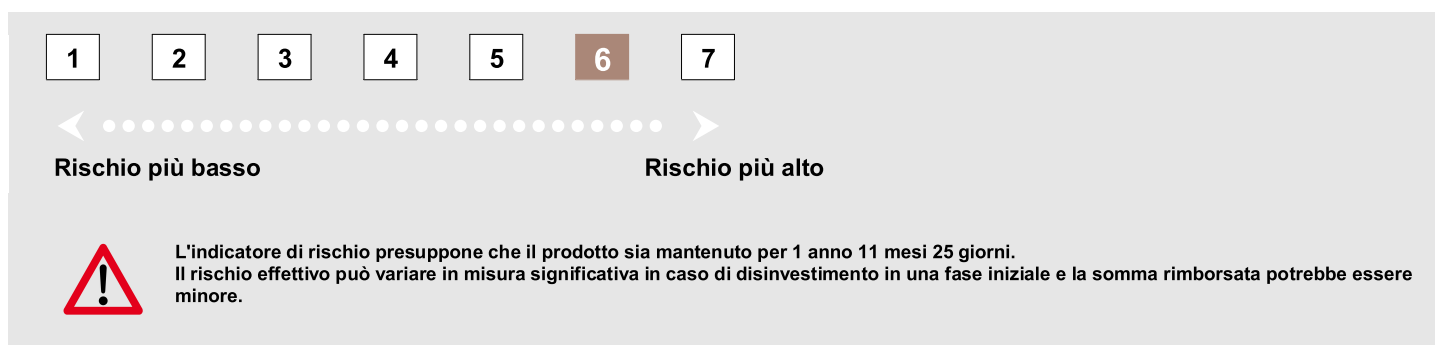 1 2 3 4 5 6 7
Rischio più basso Rischio più alto
L'indicatore di rischio presuppone che il prodotto sia mantenuto per 1 anno 11 mesi 25 giorni.
Il rischio effettivo può variare in misura significativa in caso di disinvestimento in una fase iniziale e la somma rimborsata potrebbe essere
minore.